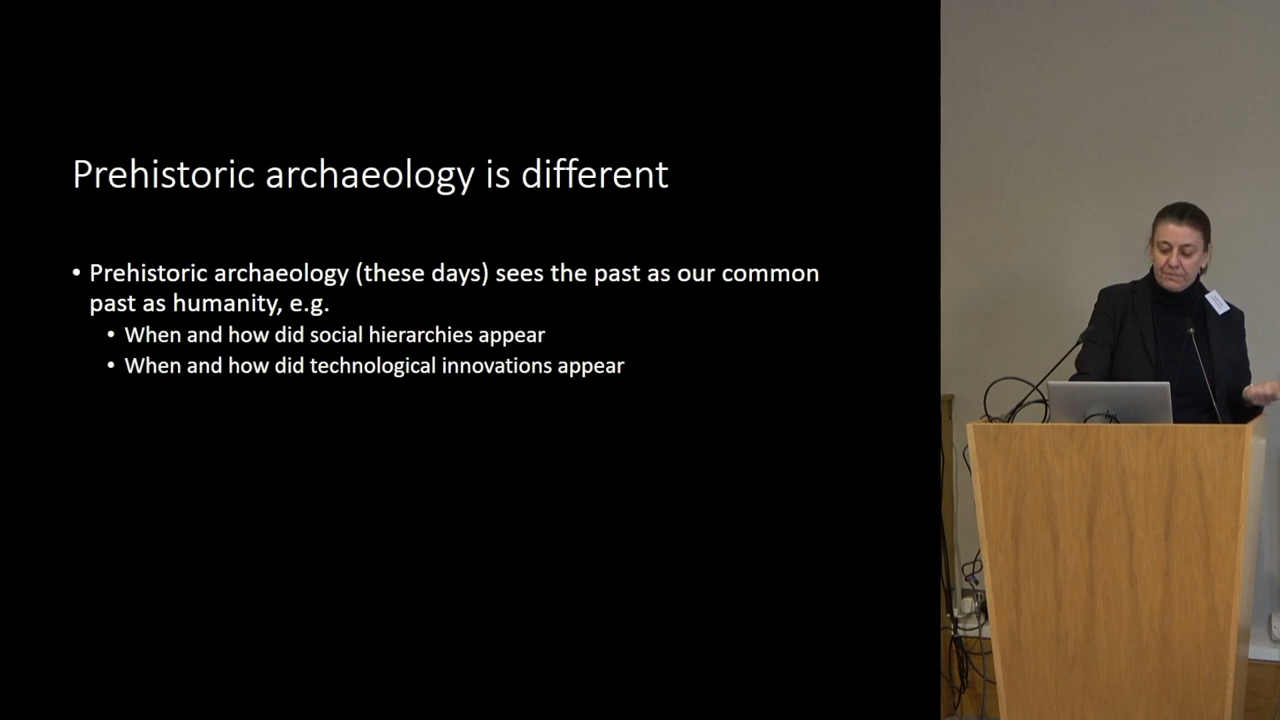 Prehistoric archaeology is different
• Prehistoric archaeology (these days) sees the past as our common
past as humanity, e.g.
• When and how did social hierarchies appear
• When and how did technological innovations appear